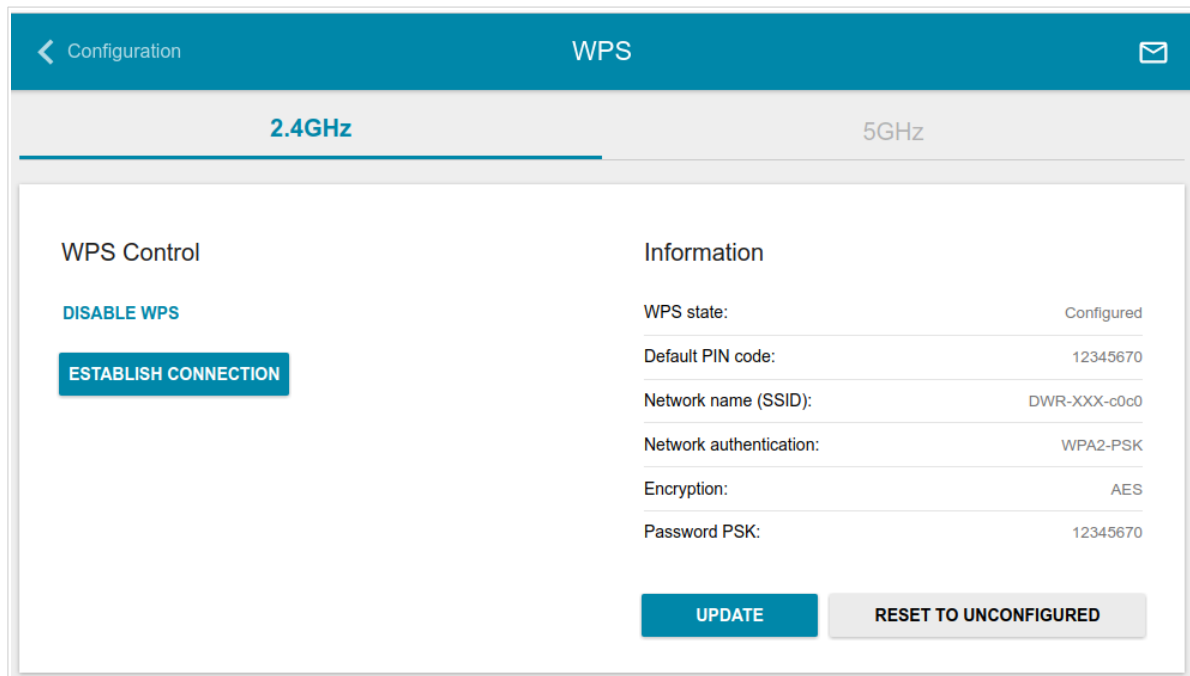 Configuration
WPS
2.4GHz
5GHz
WPS Control
DISABLE WPS
ESTABLISH CONNECTION
Information
WPS state: Configured
Default PIN code: 12345670
Network name (SSID): DWR-XXX-c0c0
Network authentication: WPA2-PSK
Encryption: AES
Password PSK: 12345670
UPDATE
RESET TO UNCONFIGURED